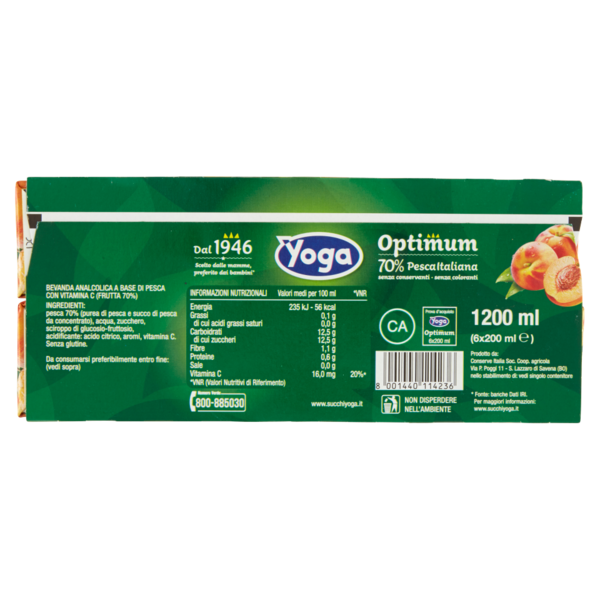 Dal 1946
Scelto dalle mamme,
preferito dai bambini*
Yoga
Optimum
70% PescaItaliana
senza conservanti - senza coloranti
BEVANDA ANALCOLICA A BASE DI PESCA
CON VITAMINA C (FRUTTA 70%)
INGREDIENTI:
pesca 70% (purea di pesca e succo di pesca
da concentrato), acqua, zucchero,
sciroppo di glucosio-fruttosio,
acidificante: acido citrico, aromi, vitamina C.
Senza glutine.
Da consumarsi preferibilmente entro fine:
(vedi sopra)
INFORMAZIONI NUTRIZIONALI Valori medi per 100 ml *VNR
Energia 235 kJ - 56 kcal
Grassi 0,1 g
di cui acidi grassi saturi 0,0 g
Carboidrati 12,5 g
di cui zuccheri 12,5 g
Fibre 1,1 g
Proteine 0,6 g
Sale 0,0 g
Vitamina C 16,0 mg 20%*
*VNR (Valori Nutritivi di Riferimento)
Numero Verde
800-885030
www.succhiyoga.it
CA
Prova d'acquisto
Yoga
Optimum
6x200 ml
8 001440 114236
NON DISPERDERE
NELL'AMBIENTE
1200 ml
(6x200 ml ℮)
Prodotto da:
Conserve Italia Soc. Coop. agricola
Via P. Poggi 11 - S. Lazzaro di Savena (BO)
nello stabilimento di: vedi singolo contenitore
* Fonte: bariche Dati IRI.
Per maggiori informazioni:
www.succhiyoga.it